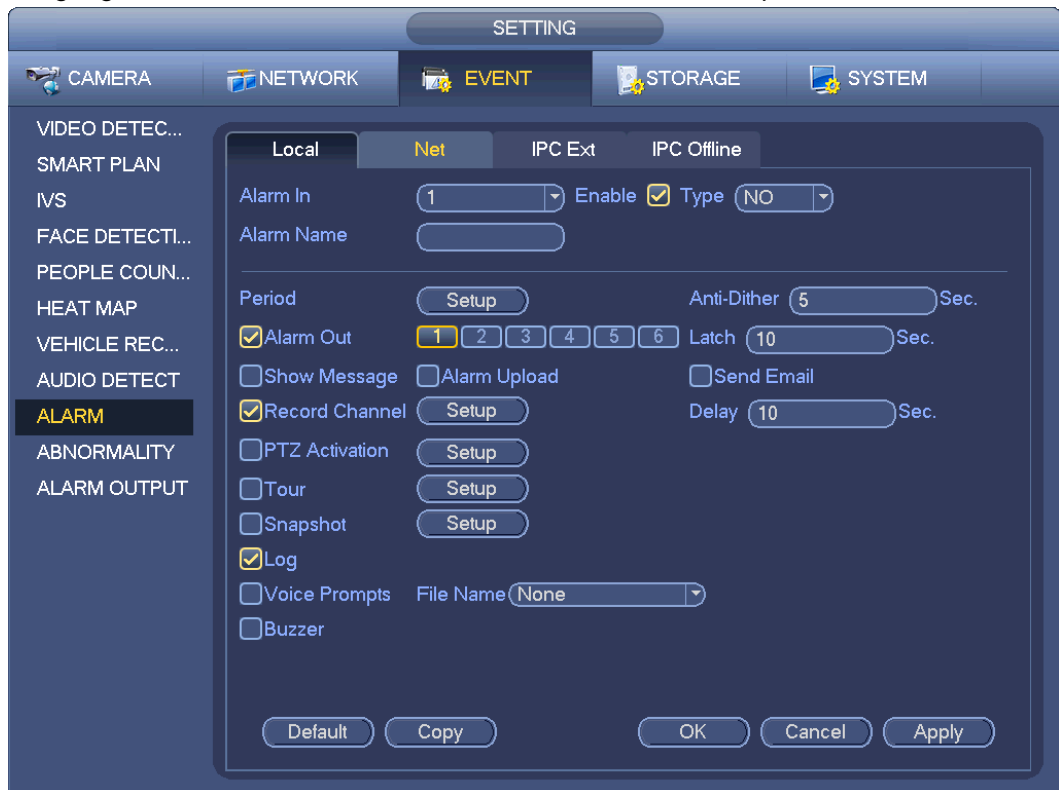 SETTING
CAMERA NETWORK EVENT STORAGE SYSTEM
VIDEO DETEC...
SMART PLAN
IVS
FACE DETECTI...
PEOPLE COUN...
HEAT MAP
VEHICLE REC...
AUDIO DETECT
ALARM
ABNORMALITY
ALARM OUTPUT
Local Net IPC Ext IPC Offline
Alarm In 1 Enable Type NO
Alarm Name
Period Setup Anti-Dither 5 Sec.
Alarm Out 1 2 3 4 5 6 Latch 10 Sec.
Show Message Alarm Upload Send Email
Record Channel Setup Delay 10 Sec.
PTZ Activation Setup
Tour Setup
Snapshot Setup
Log
Voice Prompts File Name None
Buzzer
Default Copy OK Cancel Apply